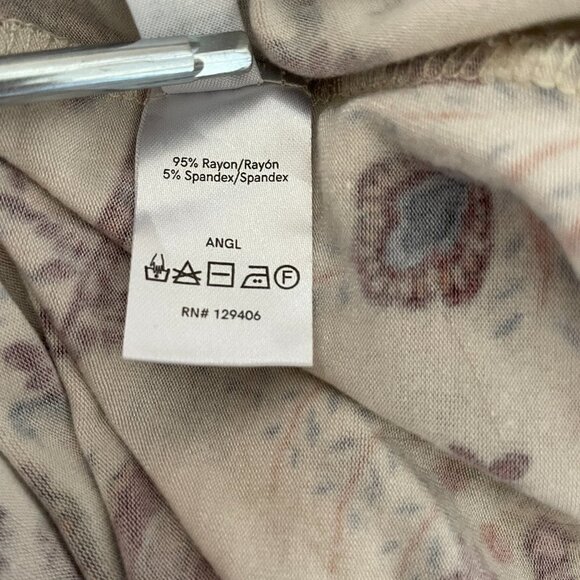 95% Rayon/Rayón
5% Spandex/Spandex
ANGL
F
RN# 129406